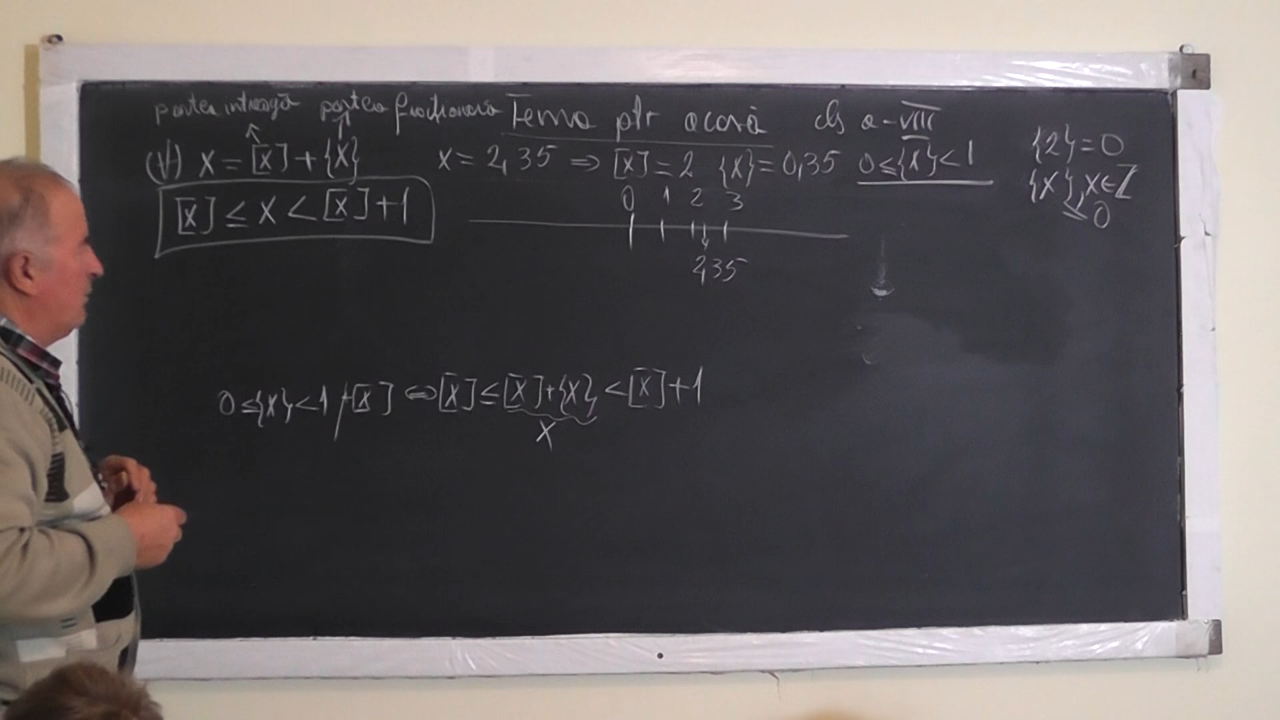 partea întreagă partea fracționară Temă ptr acasă cls a-VIII
(∀) x = [x] + {x} x = 2,35 ⇒ [x] = 2 {x} = 0,35 0 ≤ {x} < 1
{2} = 0
{x}, x ∈ Z
= 0
[x] ≤ x < [x] + 1
0 1 2 3
2,35
0 ≤ {x} < 1 /+[x] ⇔ [x] ≤ [x] + {x} < [x] + 1
x